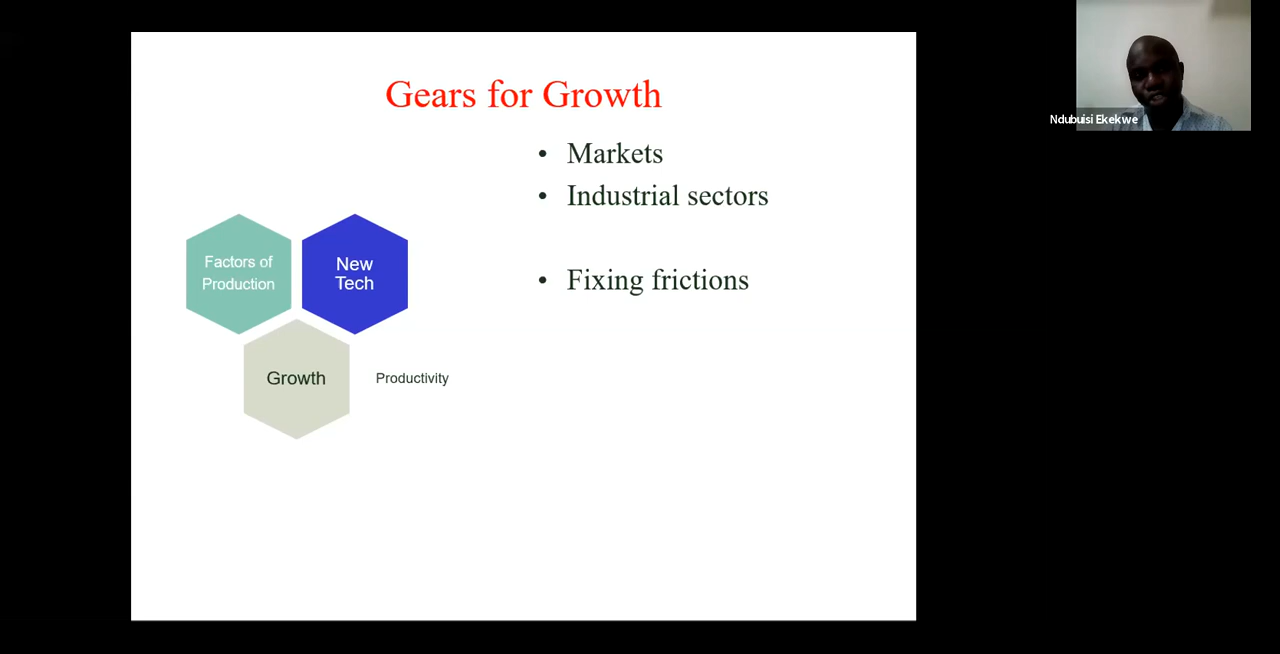 Gears for Growth
Ndubuisi Ekekwe
• Markets
• Industrial sectors
• Fixing frictions
Factors of
Production
New
Tech
Growth
Productivity